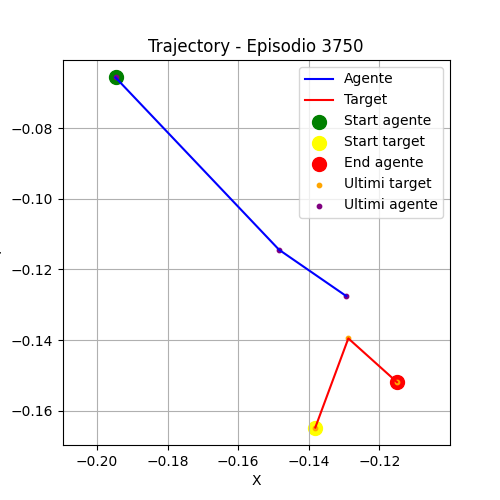 Trajectory - Episodio 3750
Agente
Target
Start agente
Start target
End agente
Ultimi target
Ultimi agente
−0.08
−0.10
−0.12
−0.14
−0.16
−0.20
−0.18
−0.16
−0.14
−0.12
X